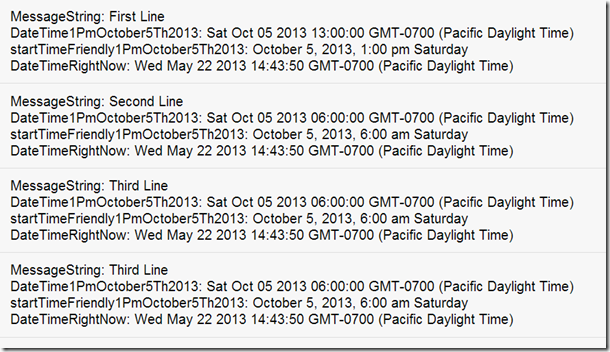 MessageString: First Line
DateTime1PmOctober5Th2013: Sat Oct 05 2013 13:00:00 GMT-0700 (Pacific Daylight Time)
startTimeFriendly1PmOctober5Th2013: October 5, 2013, 1:00 pm Saturday
DateTimeRightNow: Wed May 22 2013 14:43:50 GMT-0700 (Pacific Daylight Time)
MessageString: Second Line
DateTime1PmOctober5Th2013: Sat Oct 05 2013 06:00:00 GMT-0700 (Pacific Daylight Time)
startTimeFriendly1PmOctober5Th2013: October 5, 2013, 6:00 am Saturday
DateTimeRightNow: Wed May 22 2013 14:43:50 GMT-0700 (Pacific Daylight Time)
MessageString: Third Line
DateTime1PmOctober5Th2013: Sat Oct 05 2013 06:00:00 GMT-0700 (Pacific Daylight Time)
startTimeFriendly1PmOctober5Th2013: October 5, 2013, 6:00 am Saturday
DateTimeRightNow: Wed May 22 2013 14:43:50 GMT-0700 (Pacific Daylight Time)
MessageString: Third Line
DateTime1PmOctober5Th2013: Sat Oct 05 2013 06:00:00 GMT-0700 (Pacific Daylight Time)
startTimeFriendly1PmOctober5Th2013: October 5, 2013, 6:00 am Saturday
DateTimeRightNow: Wed May 22 2013 14:43:50 GMT-0700 (Pacific Daylight Time)